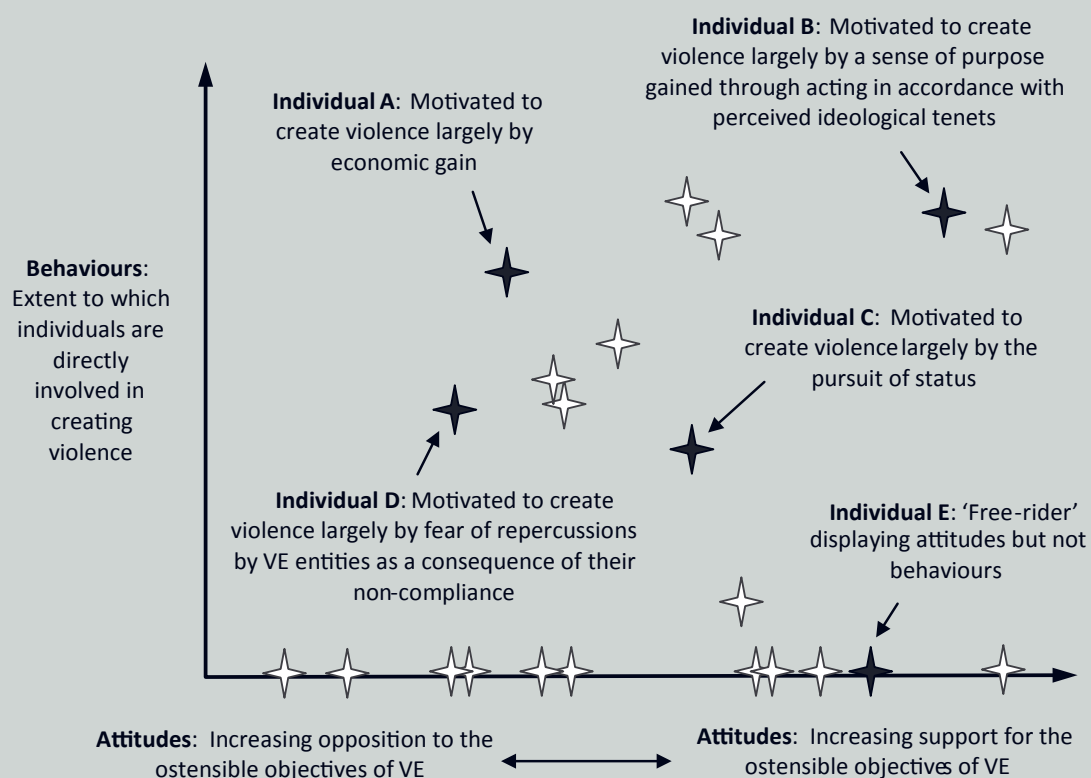 Individual B: Motivated to create
violence largely by a sense of purpose
gained through acting in accordance with
perceived ideological tenets
Individual A: Motivated to
create violence largely by
economic gain
Behaviours:
Extent to which
individuals are
directly
involved in
creating
violence
Individual C: Motivated to
create violence largely by the
pursuit of status
Individual D: Motivated to create
violence largely by fear of repercussions
by VE entities as a consequence of their
non-compliance
Individual E: ‘Free-rider’
displaying attitudes but not
behaviours
Attitudes: Increasing opposition to the
ostensible objectives of VE
Attitudes: Increasing support for the
ostensible objectives of VE